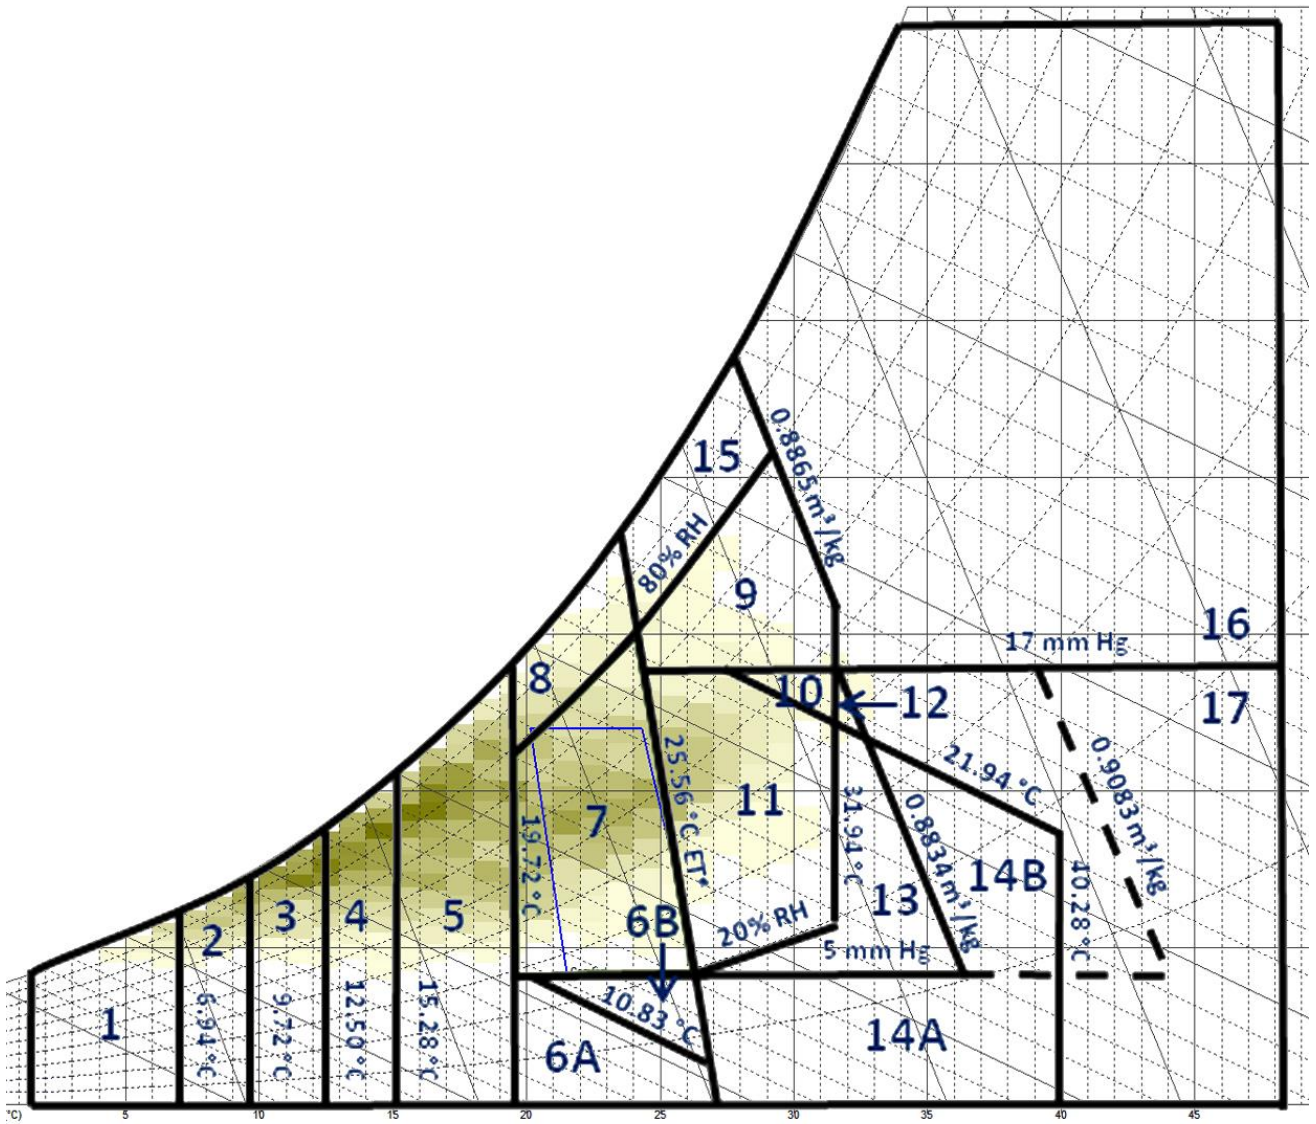 15
0.8865 m³/kg
80% RH
9
16
17 mm Hg
8
10
12
17
25.56 °C ET*
21.94 °C
0.9083 m³/kg
7
11
19.72 °C
31.94 °C
0.8834 m³/kg
14B
40.28 °C
13
6B
20% RH
5 mm Hg
5
4
3
2
1
6.94 °C
9.72 °C
12.50 °C
15.28 °C
10.83 °C
6A
14A
°C)
5
10
15
20
25
30
35
40
45